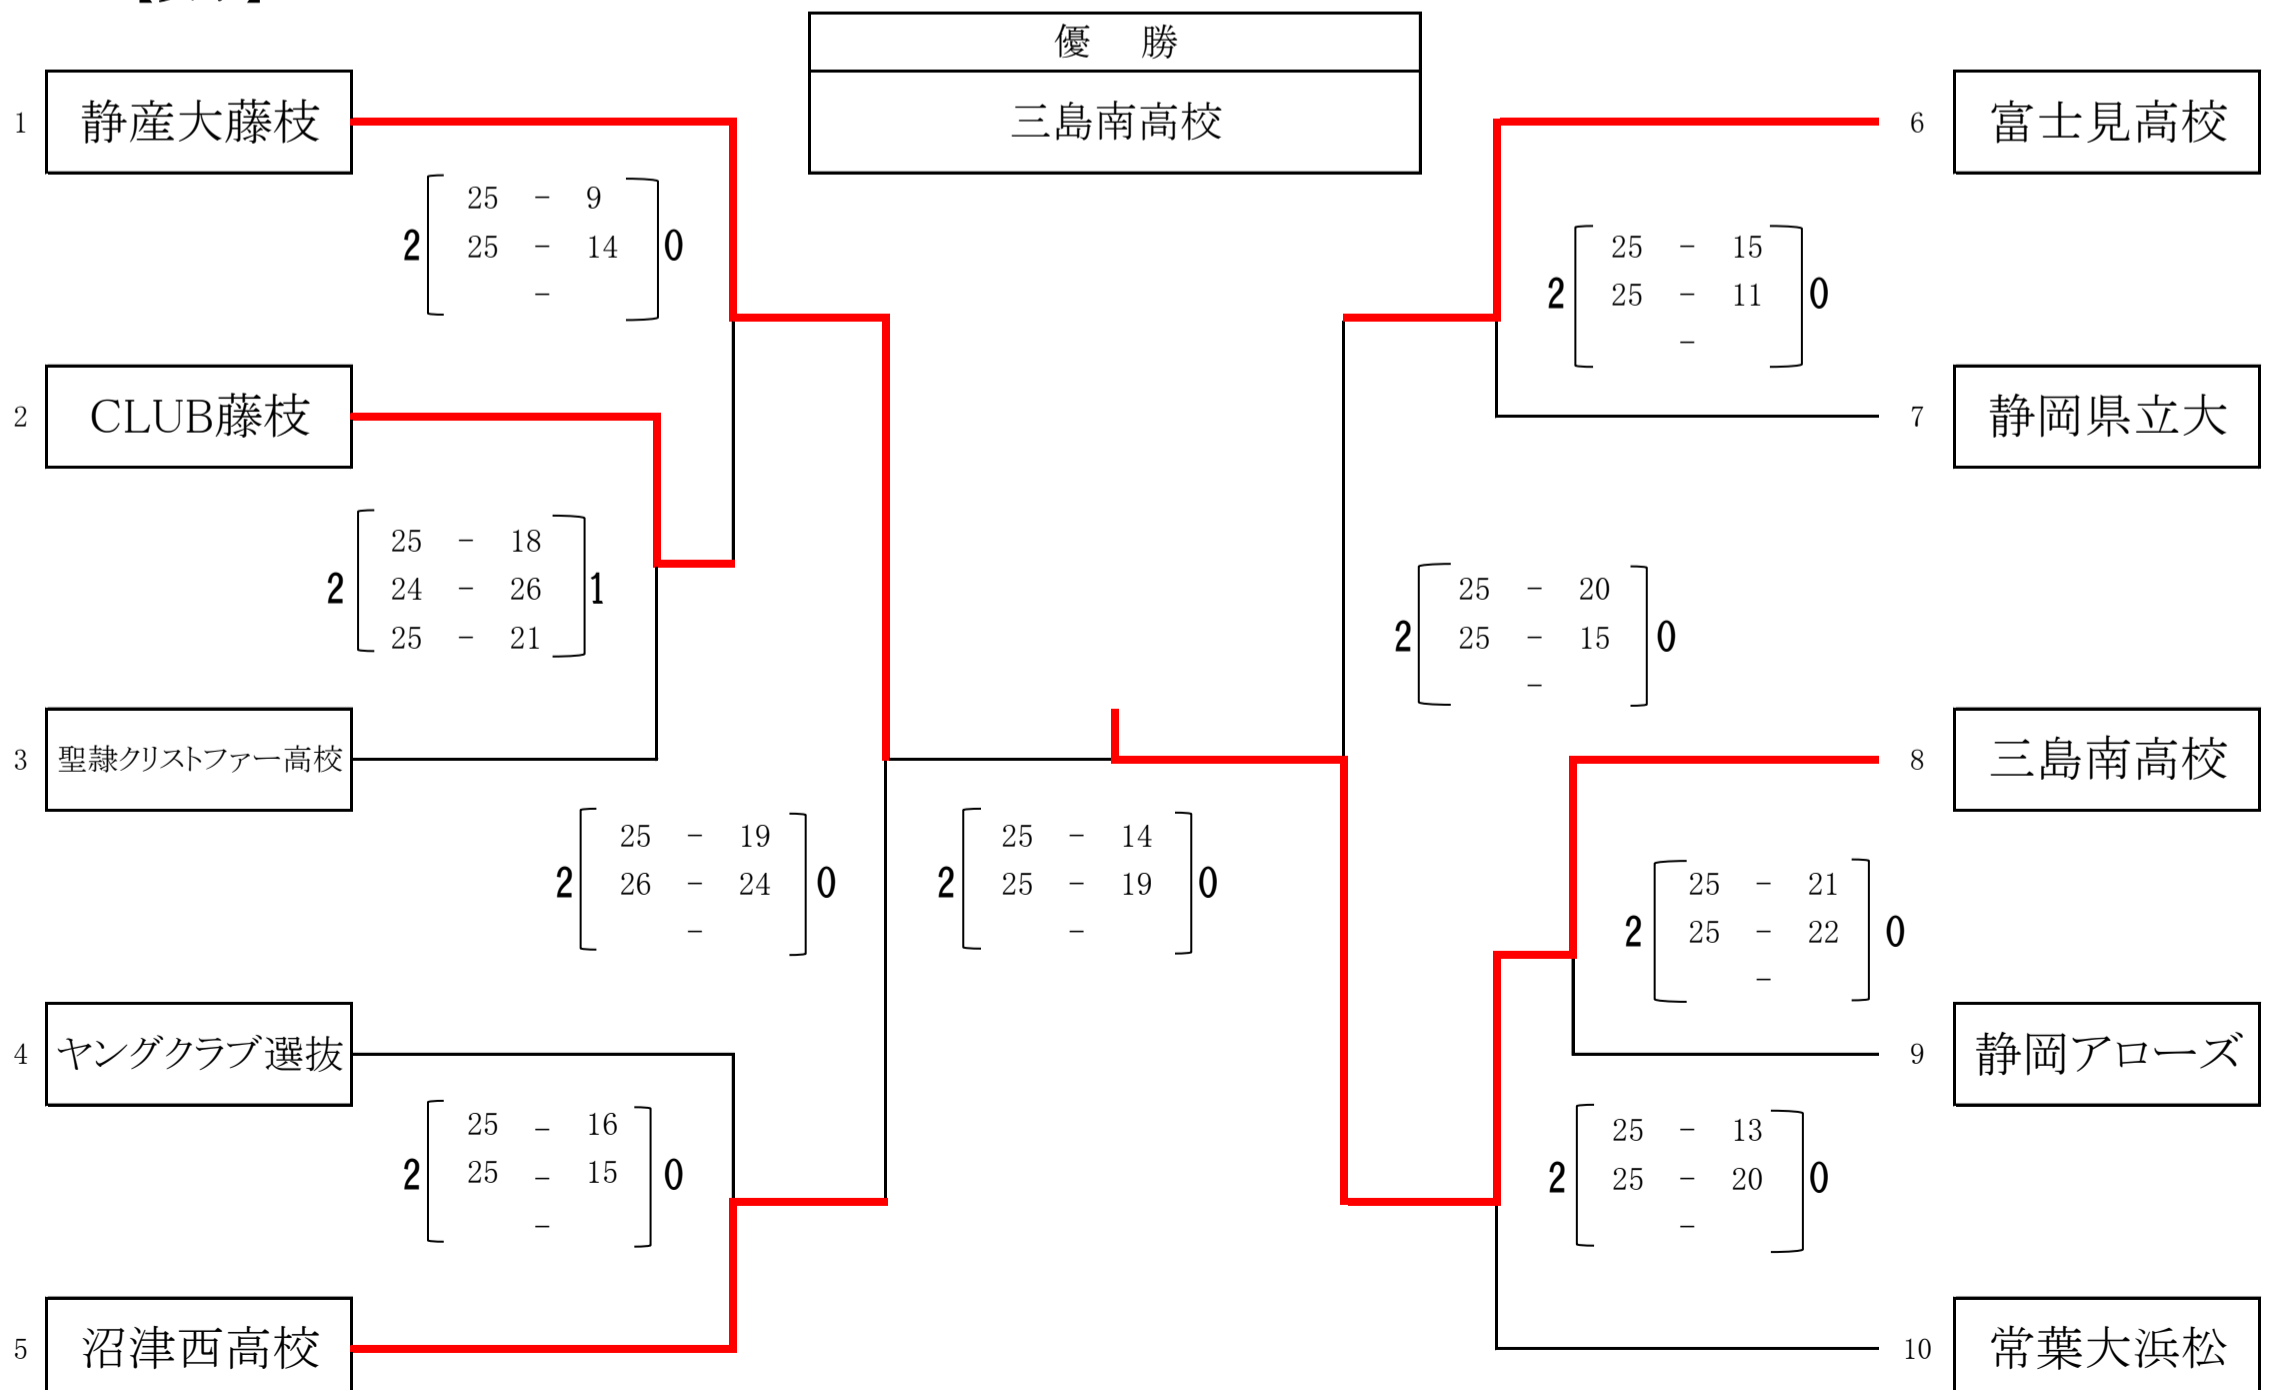 優 勝
三島南高校
1 静産大藤枝
25 - 9
2 25 - 14 0
-
2 CLUB藤枝
25 - 18
2 24 - 26 1
25 - 21
3 聖隷クリストファー高校
25 - 19
2 26 - 24 0
-
4 ヤングクラブ選抜
25 - 16
2 25 - 15 0
-
5 沼津西高校
25 - 14
2 25 - 19 0
-
6 富士見高校
25 - 15
2 25 - 11 0
-
7 静岡県立大
25 - 20
2 25 - 15 0
-
8 三島南高校
25 - 21
2 25 - 22 0
-
9 静岡アローズ
25 - 13
2 25 - 20 0
-
10 常葉大浜松